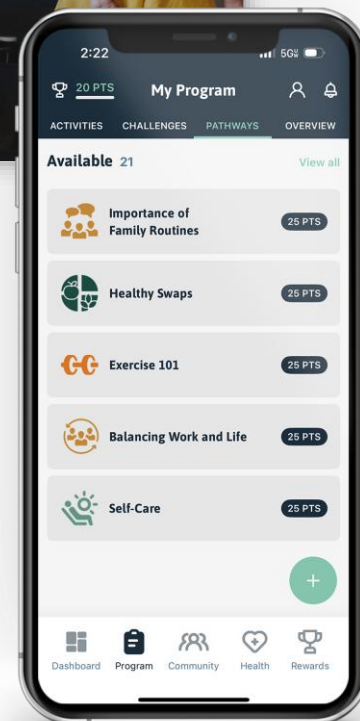 2:22
5G
20 PTS
My Program
ACTIVITIES
CHALLENGES
PATHWAYS
OVERVIEW
Available 21
View all
Importance of
Family Routines
25 PTS
Healthy Swaps
25 PTS
Exercise 101
25 PTS
Balancing Work and Life
25 PTS
Self-Care
25 PTS
+
Dashboard
Program
Community
Health
Rewards